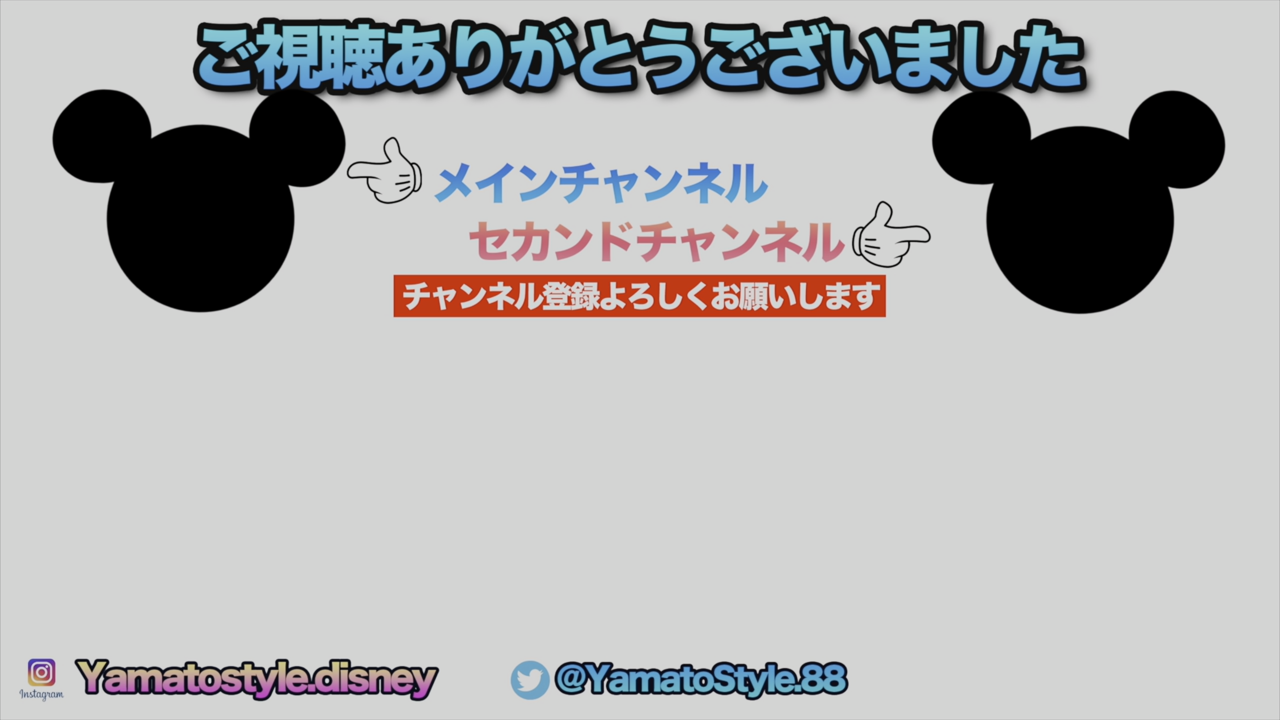 ご視聴ありがとうございました
メインチャンネル
セカンドチャンネル
チャンネル登録よろしくお願いします
Instagram
Yamatostyle.disney
@YamatoStyle.88